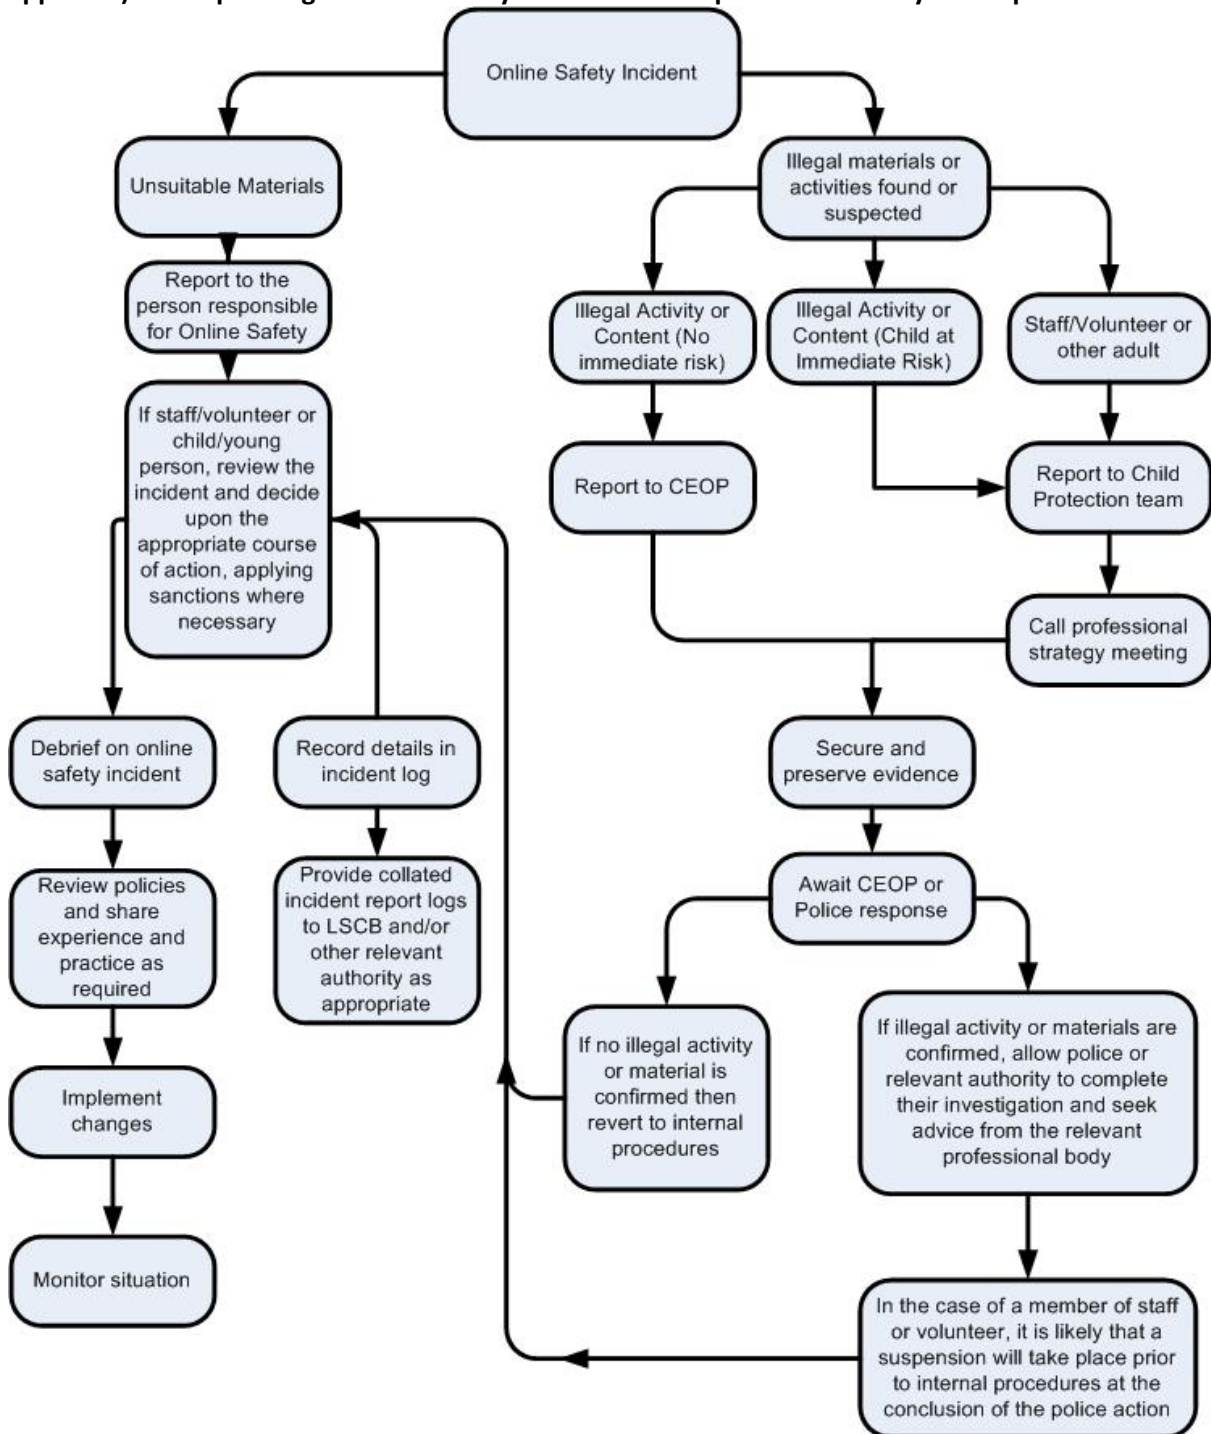 Online Safety Incident
Unsuitable Materials
Report to the
person responsible
for Online Safety
If staff/volunteer or
child/young
person, review the
incident and decide
upon the
appropriate course
of action, applying
sanctions where
necessary
Debrief on online
safety incident
Review policies
and share
experience and
practice as
required
Implement
changes
Monitor situation
Record details in
incident log
Provide collated
incident report logs
to LSCB and/or
other relevant
authority as
appropriate
Illegal materials or
activities found or
suspected
Illegal Activity or
Content (No
immediate risk)
Illegal Activity or
Content (Child at
Immediate Risk)
Staff/Volunteer or
other adult
Report to CEOP
Report to Child
Protection team
Call professional
strategy meeting
Secure and
preserve evidence
Await CEOP or
Police response
If no illegal activity
or material is
confirmed then
revert to internal
procedures
If illegal activity or materials are
confirmed, allow police or
relevant authority to complete
their investigation and seek
advice from the relevant
professional body
In the case of a member of staff
or volunteer, it is likely that a
suspension will take place prior
to internal procedures at the
conclusion of the police action